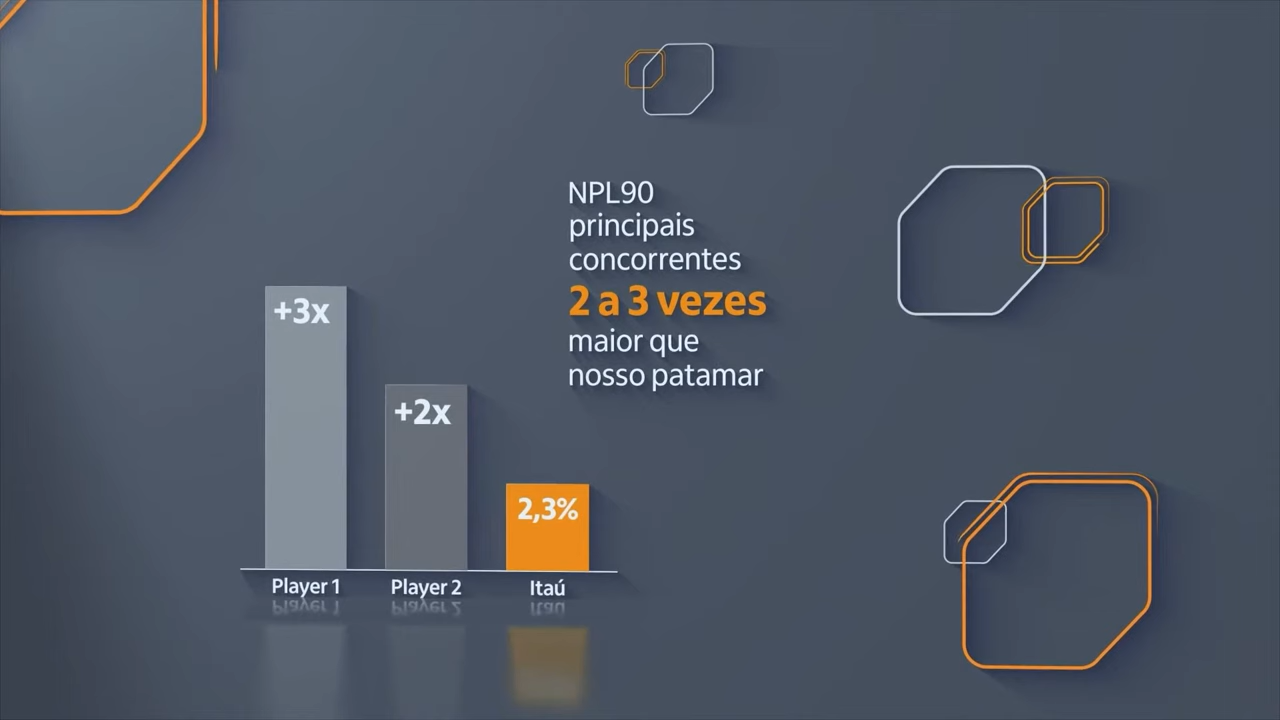 NPL90
principais
concorrentes
2 a 3 vezes
maior que
nosso patamar
+3x
+2x
2,3%
Player 1
Player 2
Itaú